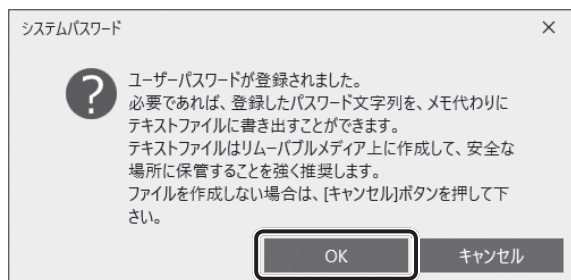 システムパスワード
ユーザーパスワードが登録されました。
必要であれば、登録したパスワード文字列を、メモ代わりに
テキストファイルに書き出すことができます。
テキストファイルはリムーバブルメディア上に作成して、安全な
場所に保管することを強く推奨します。
ファイルを作成しない場合は、[キャンセル]ボタンを押して下
さい。
OK
キャンセル